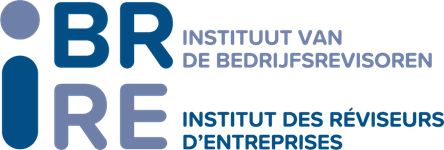 IBR
INSTITUUT VAN
DE BEDRIJFSREVISOREN
IRE
INSTITUT DES RÉVISEURS
D'ENTREPRISES